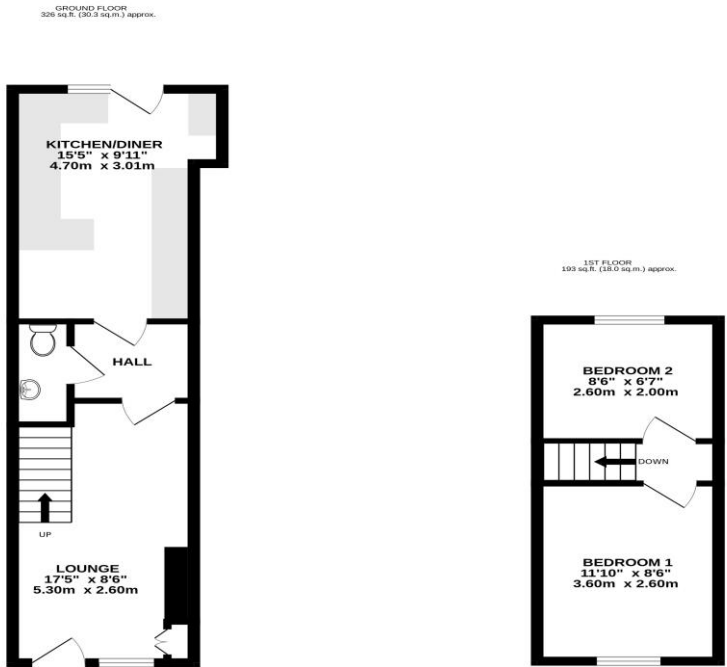 GROUND FLOOR
326 sq.ft. (30.3 sq.m.) approx.
KITCHEN/DINER
15'5" x 9'11"
4.70m x 3.01m
HALL
UP
LOUNGE
17'5" x 8'6"
5.30m x 2.60m
1ST FLOOR
193 sq.ft. (18.0 sq.m.) approx.
BEDROOM 2
8'6" x 6'7"
2.60m x 2.00m
DOWN
BEDROOM 1
11'10" x 8'6"
3.60m x 2.60m